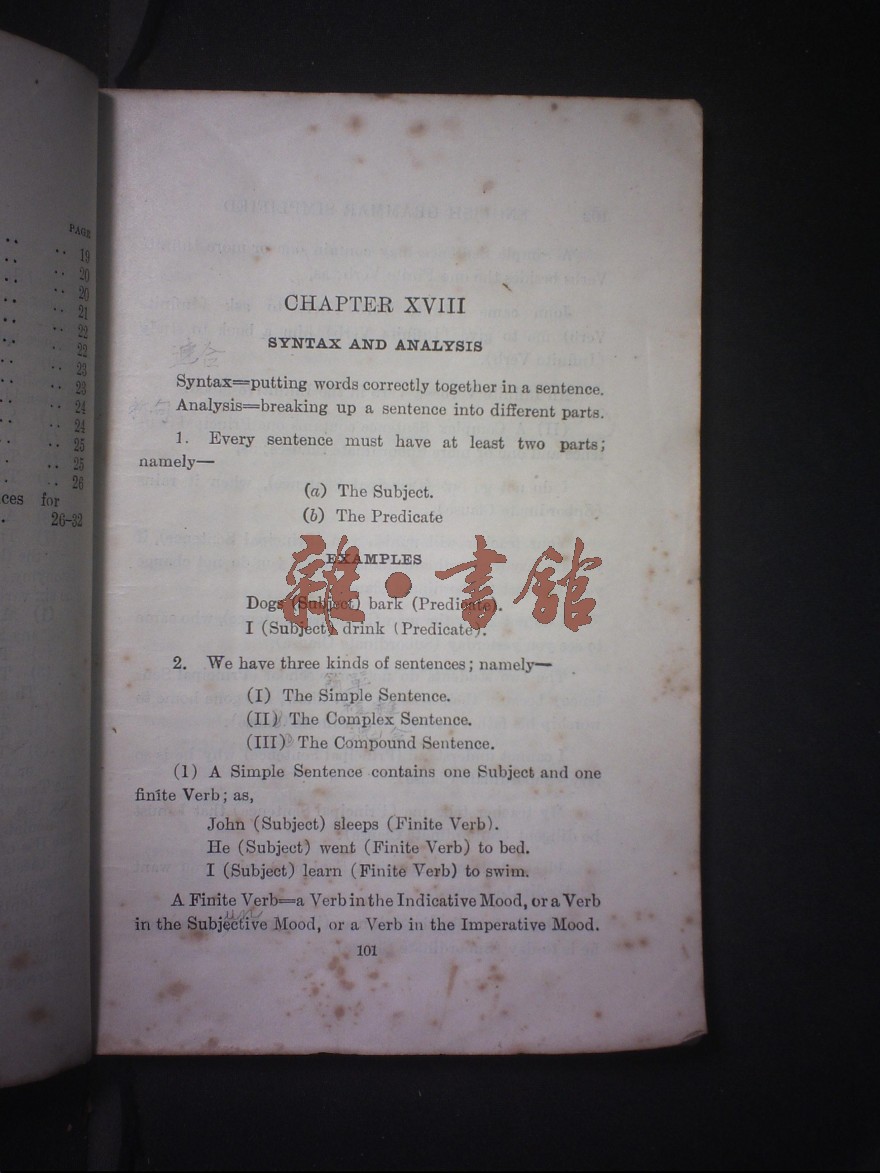 PAGE
19
20
20
21
22
22
23
23
24
24
25
25
26
ces for
26-32
CHAPTER XVIII
SYNTAX AND ANALYSIS
Syntax=putting words correctly together in a sentence.
Analysis=breaking up a sentence into different parts.
1. Every sentence must have at least two parts;
namely—
(a) The Subject.
(b) The Predicate
EXAMPLES
雜·書館
Dogs (Subject) bark (Predicate).
I (Subject) drink (Predicate).
2. We have three kinds of sentences; namely—
(I) The Simple Sentence.
(II) The Complex Sentence.
(III) The Compound Sentence.
(1) A Simple Sentence contains one Subject and one
finite Verb; as,
John (Subject) sleeps (Finite Verb).
He (Subject) went (Finite Verb) to bed.
I (Subject) learn (Finite Verb) to swim.
A Finite Verb=a Verb in the Indicative Mood, or a Verb
in the Subjective Mood, or a Verb in the Imperative Mood.
101